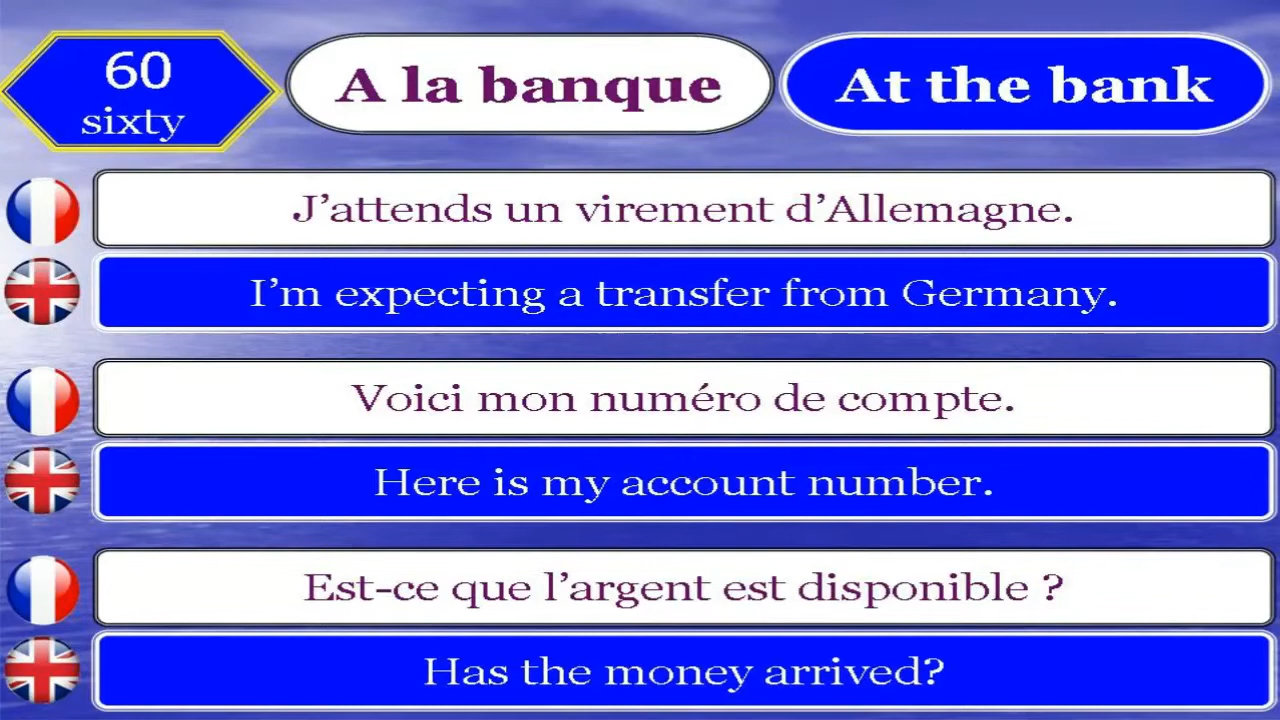 60
sixty
A la banque
At the bank
J'attends un virement d'Allemagne.
I'm expecting a transfer from Germany.
Voici mon numéro de compte.
Here is my account number.
Est-ce que l'argent est disponible ?
Has the money arrived?